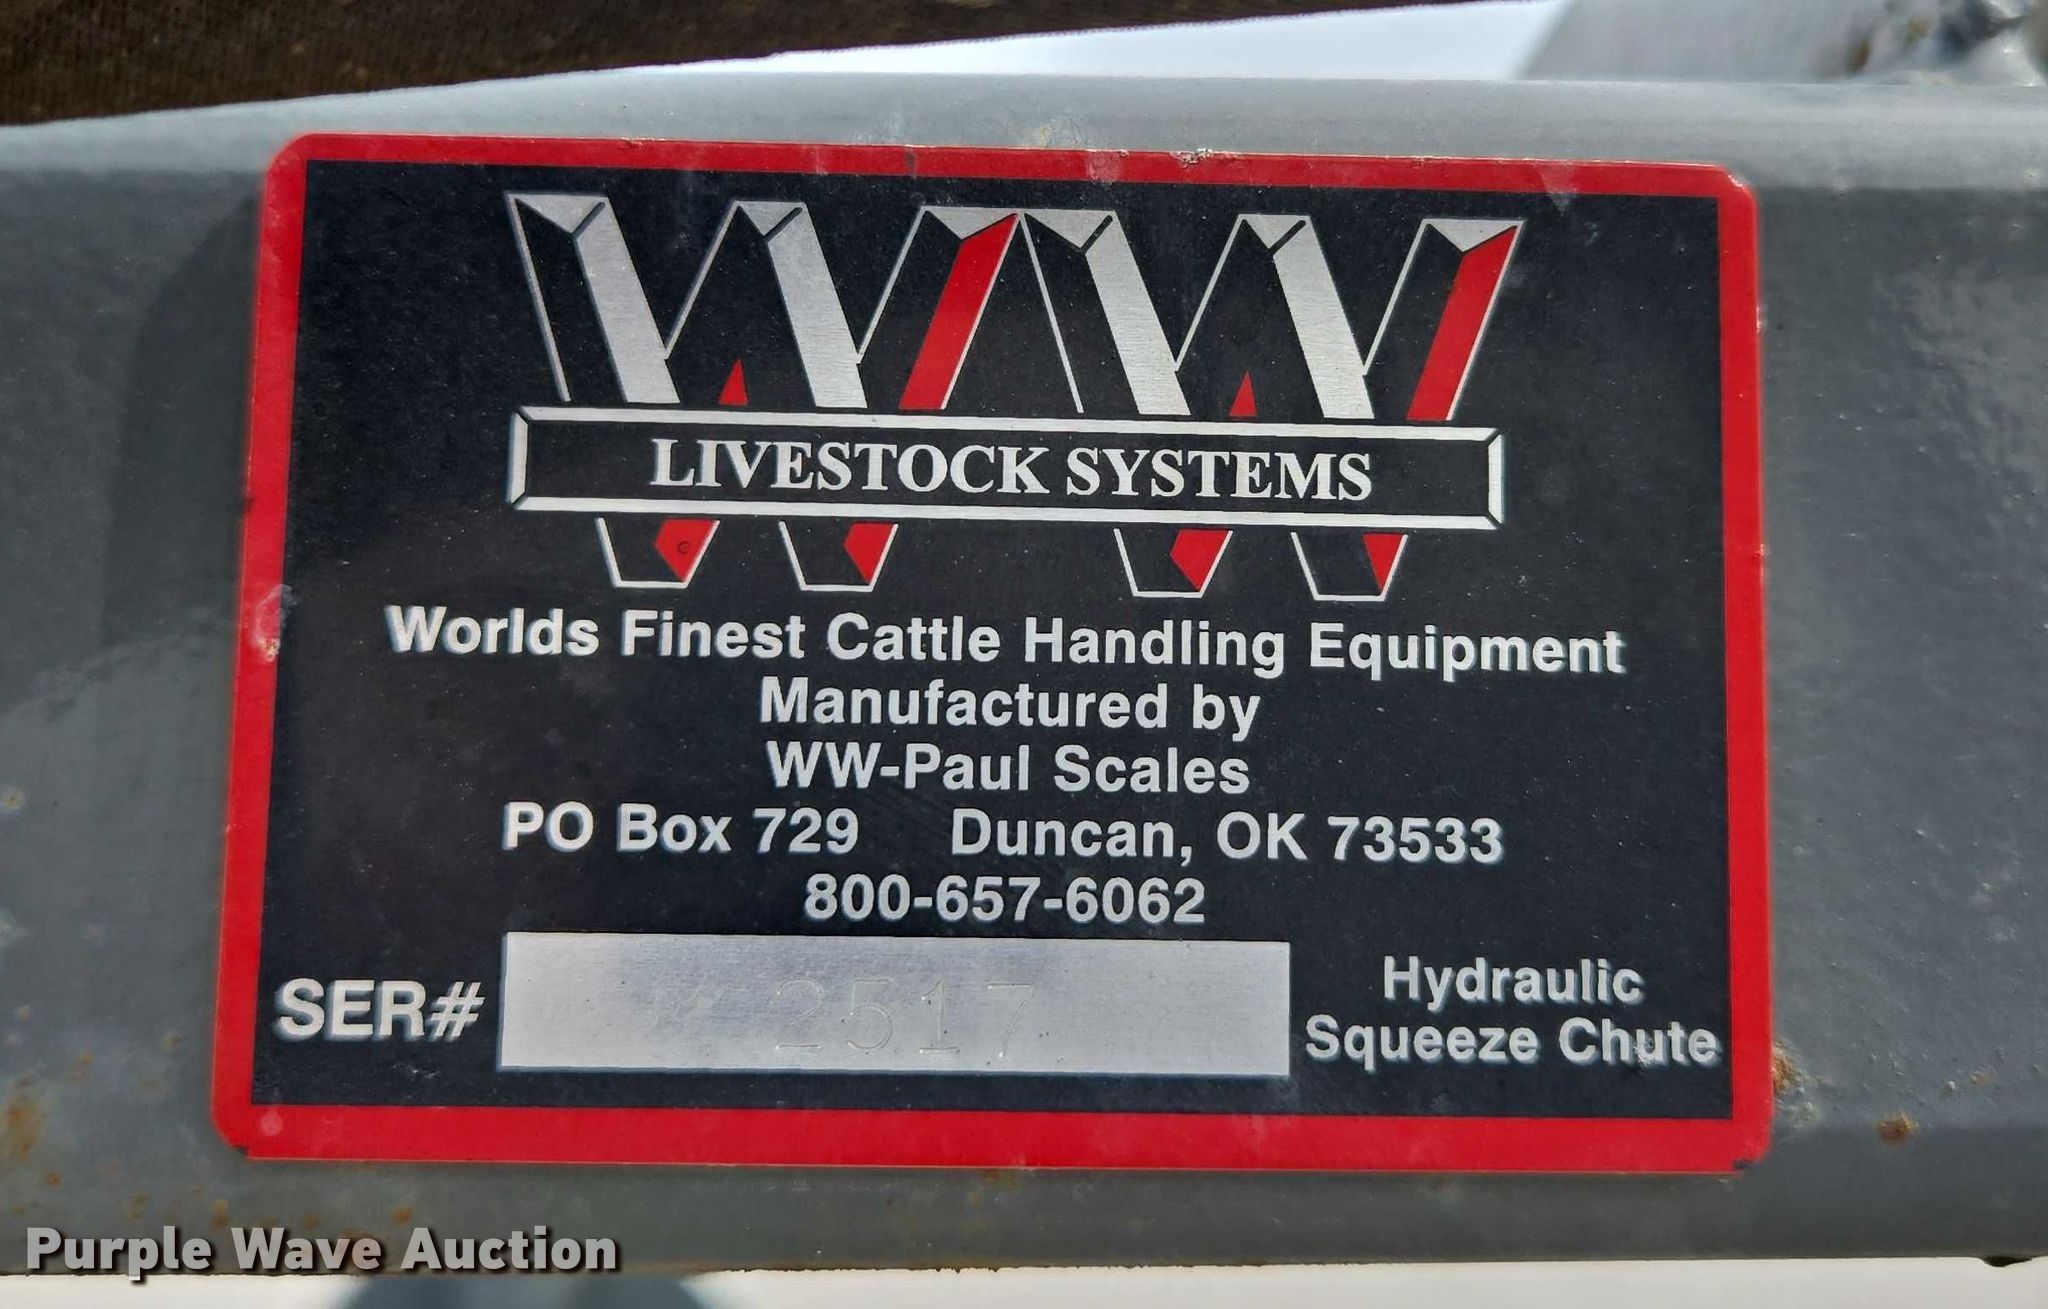 WW
LIVESTOCK SYSTEMS
Worlds Finest Cattle Handling Equipment
Manufactured by
WW-Paul Scales
PO Box 729 Duncan, OK 73533
800-657-6062
SER# 2517
Hydraulic
Squeeze Chute
Purple Wave Auction